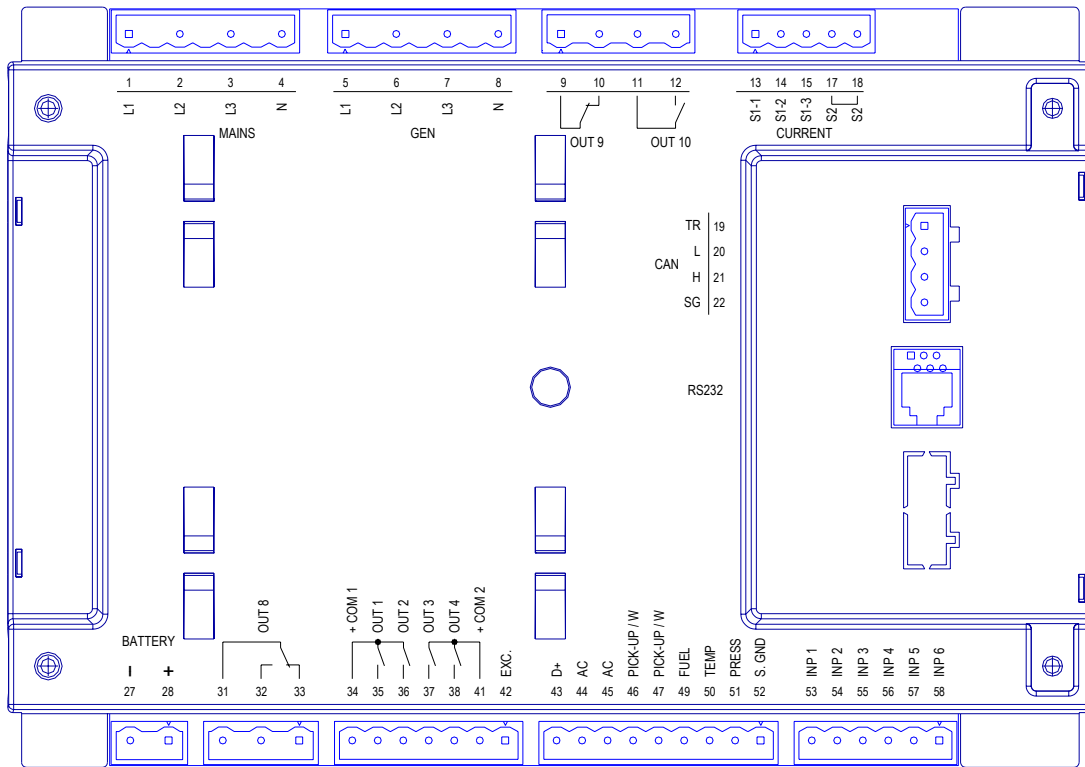 1 2 3 4 5 6 7 8 9 10 11 12 13 14 15 17 18
L1 L2 L3 N L1 L2 L3 N S1-1 S1-2 S1-3 S2 S2
MAINS GEN OUT 9 OUT 10 CURRENT
TR 19
L 20
CAN
H 21
SG 22
RS232
BATTERY OUT 8 + COM 1 OUT 1 OUT 2 OUT 3 OUT 4 + COM 2 EXC. D+ AC AC PICK-UP / W PICK-UP / W FUEL TEMP PRESS S. GND INP 1 INP 2 INP 3 INP 4 INP 5 INP 6
– +
27 28 31 32 33 34 35 36 37 38 41 42 43 44 45 46 47 49 50 51 52 53 54 55 56 57 58